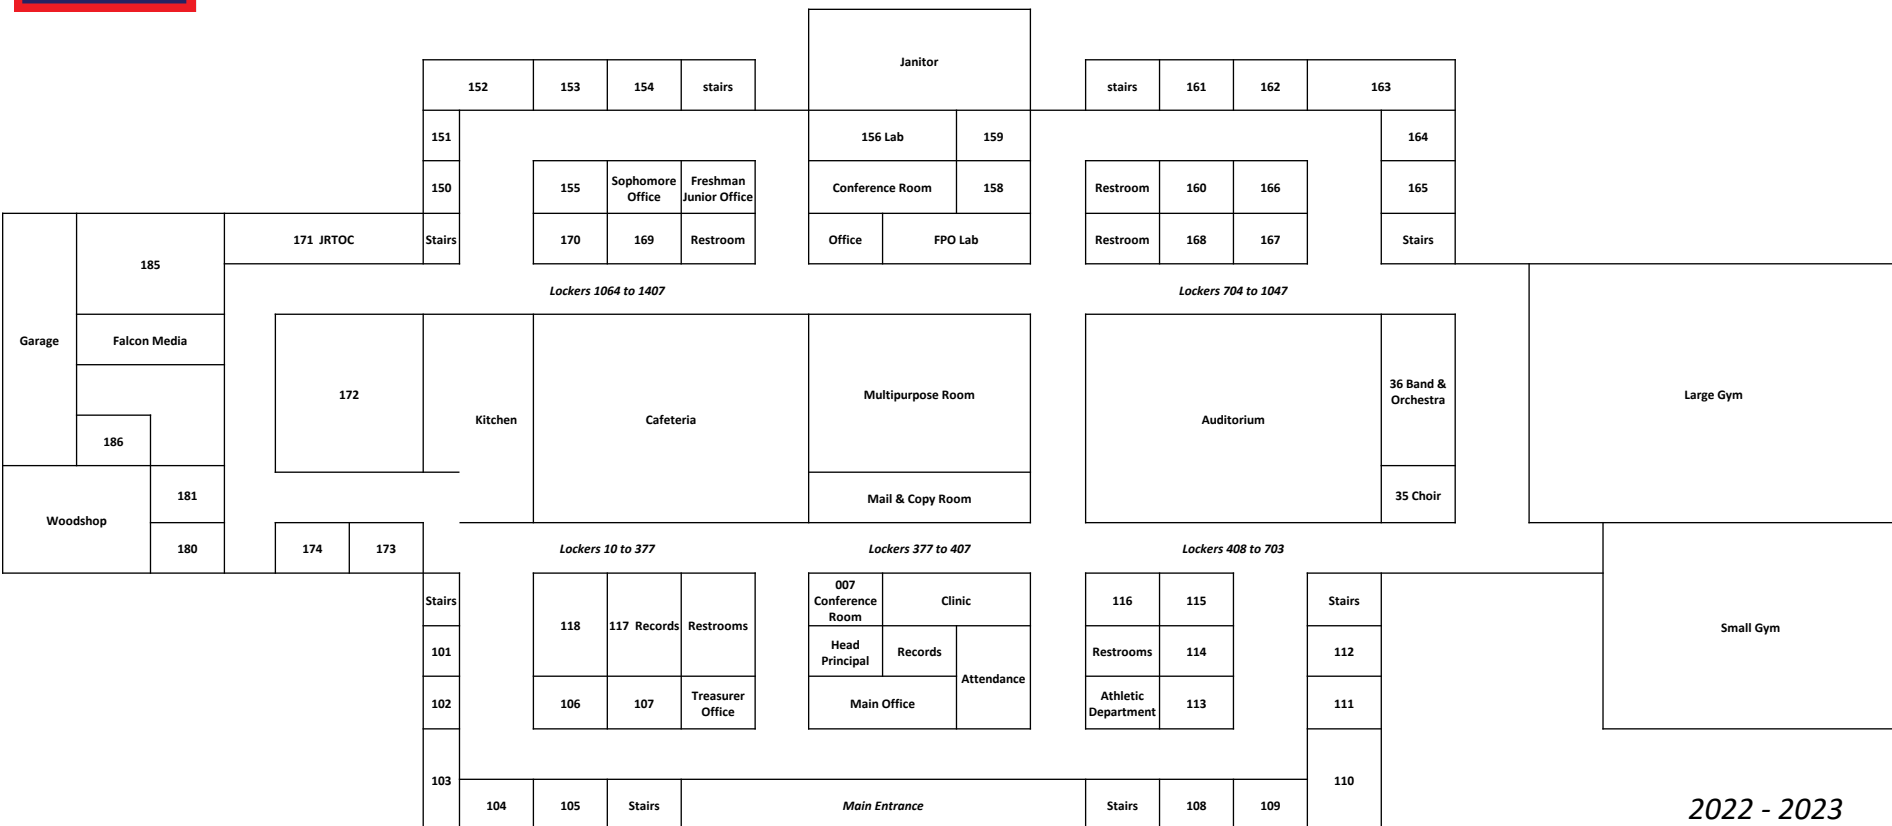 Janitor
152
153
154
stairs
stairs
161
162
163
151
156 Lab
159
164
150
155
Sophomore
Office
Freshman
Junior Office
Conference Room
158
Restroom
160
166
165
171 JRTOC
Stairs
170
169
Restroom
Office
FPO Lab
Restroom
168
167
Stairs
185
Lockers 1064 to 1407
Lockers 704 to 1047
Garage
Falcon Media
172
Kitchen
Cafeteria
Multipurpose Room
Auditorium
36 Band &
Orchestra
Large Gym
186
181
Mail & Copy Room
35 Choir
Woodshop
180
174
173
Lockers 10 to 377
Lockers 377 to 407
Lockers 408 to 703
Stairs
118
117 Records
Restrooms
007
Conference
Room
Clinic
116
115
Stairs
Small Gym
101
Head
Principal
Records
Attendance
Restrooms
114
112
102
106
107
Treasurer
Office
Main Office
Athletic
Department
113
111
103
104
105
Stairs
Main Entrance
Stairs
108
109
110
2022 - 2023